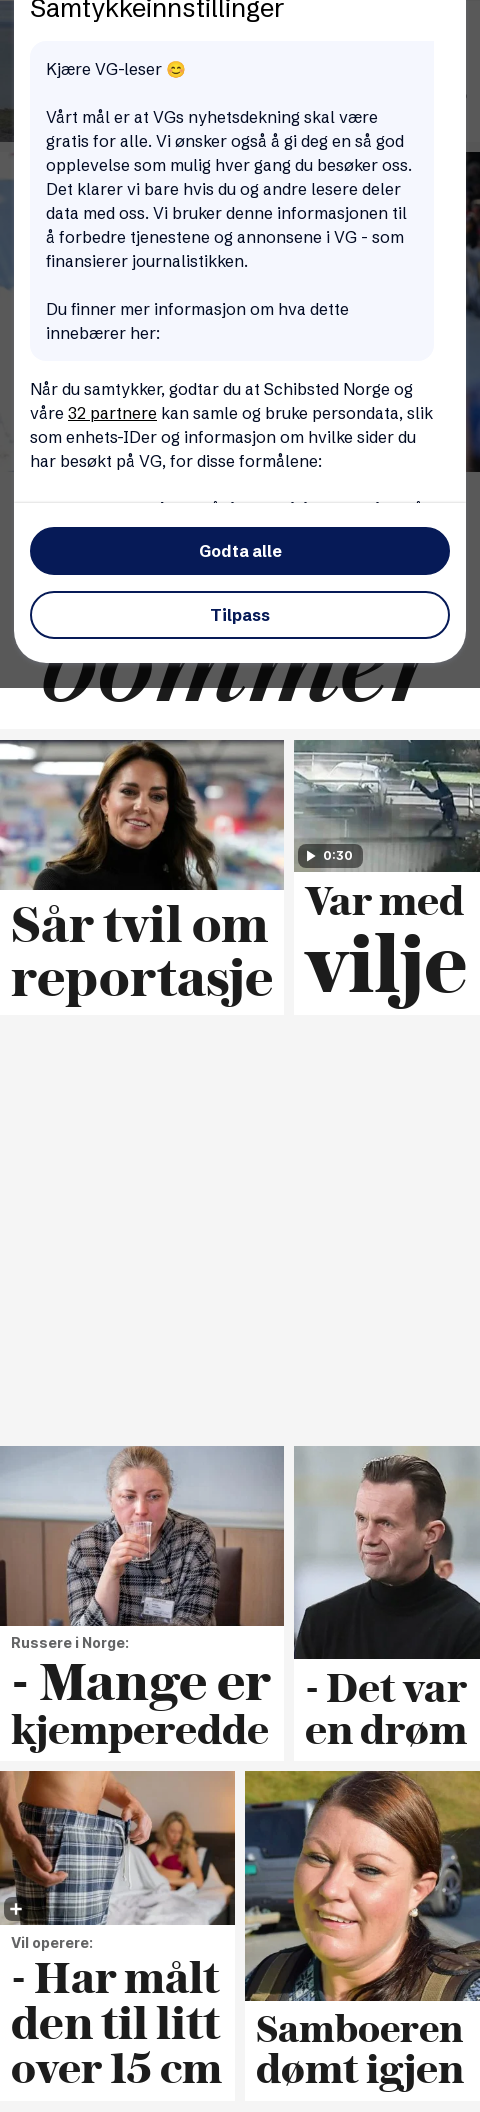 Samtykkeinnstillinger
Kjære VG-leser 😊
Vårt mål er at VGs nyhetsdekning skal være
gratis for alle. Vi ønsker også å gi deg en så god
opplevelse som mulig hver gang du besøker oss.
Det klarer vi bare hvis du og andre lesere deler
data med oss. Vi bruker denne informasjonen til
å forbedre tjenestene og annonsene i VG - som
finansierer journalistikken.
Du finner mer informasjon om hva dette
innebærer her:
Når du samtykker, godtar du at Schibsted Norge og
våre 32 partnere kan samle og bruke persondata, slik
som enhets-IDer og informasjon om hvilke sider du
har besøkt på VG, for disse formålene:
Godta alle
Tilpass
0:30
Sår tvil om
reportasje
Var med
vilje
Russere i Norge:
- Mange er
kjemperedde
- Det var
en drøm
Vil operere:
- Har målt
den til litt
over 15 cm
Samboeren
dømt igjen